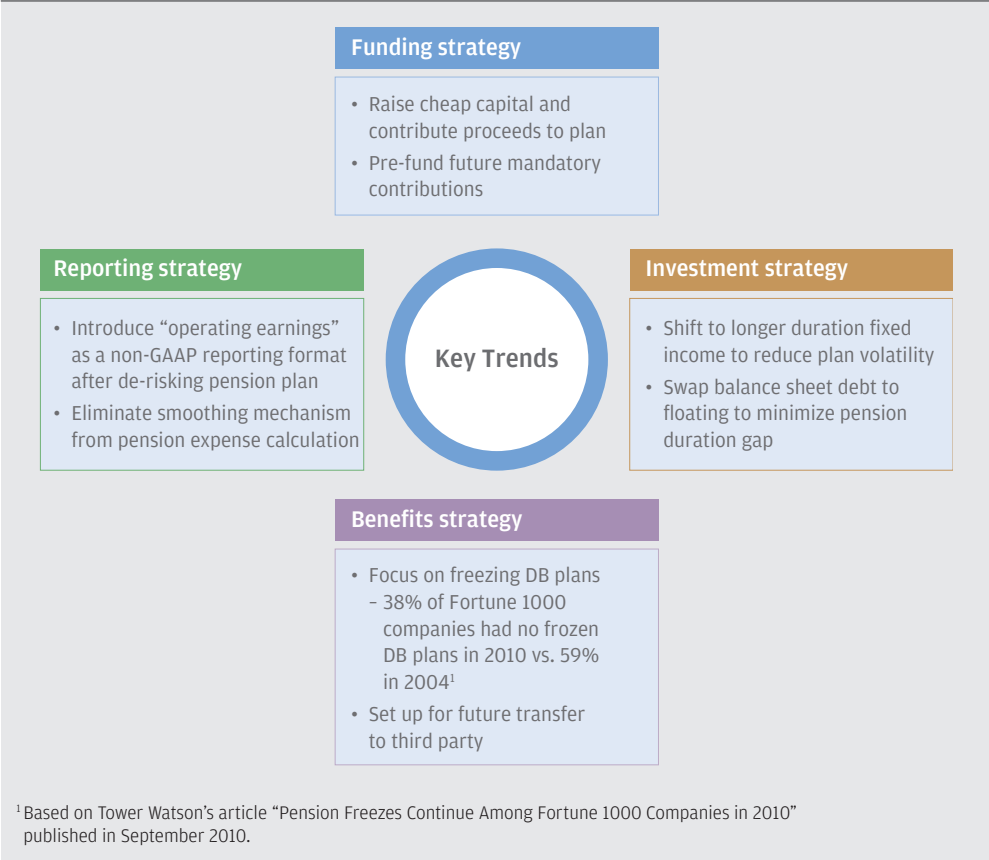 Funding strategy
• Raise cheap capital and
contribute proceeds to plan
• Pre-fund future mandatory
contributions
Reporting strategy
• Introduce “operating earnings”
as a non-GAAP reporting format
after de-risking pension plan
• Eliminate smoothing mechanism
from pension expense calculation
Key Trends
Investment strategy
• Shift to longer duration fixed
income to reduce plan volatility
• Swap balance sheet debt to
floating to minimize pension
duration gap
Benefits strategy
• Focus on freezing DB plans
– 38% of Fortune 1000
companies had no frozen
DB plans in 2010 vs. 59%
in 2004¹
• Set up for future transfer
to third party
¹ Based on Tower Watson’s article “Pension Freezes Continue Among Fortune 1000 Companies in 2010”
published in September 2010.